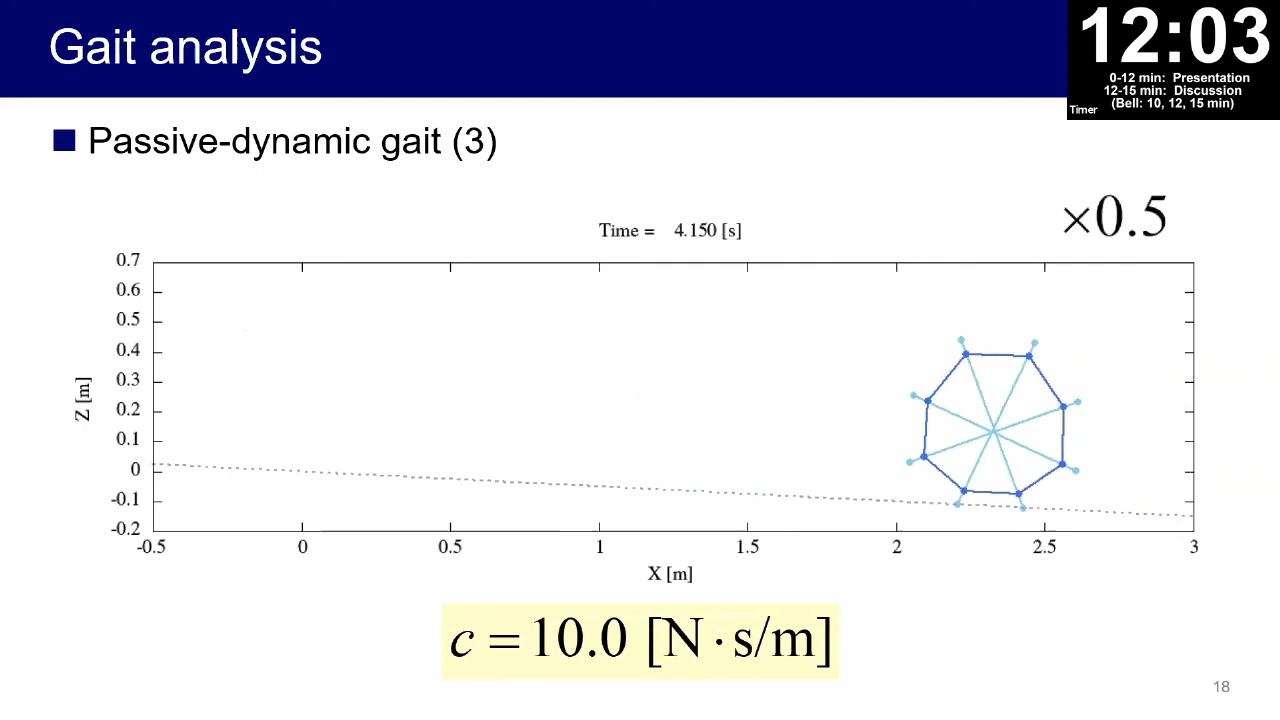 Gait analysis
12:03
0-12 min: Presentation
12-15 min: Discussion
(Bell: 10, 12, 15 min)
Timer
Passive-dynamic gait (3)
×0.5
Time = 4.150 [s]
0.7
0.6
0.5
0.4
0.3
0.2
0.1
0
-0.1
-0.2
Z [m]
-0.5 0 0.5 1 1.5 2 2.5 3
X [m]
c = 10.0 [N·s/m]
18